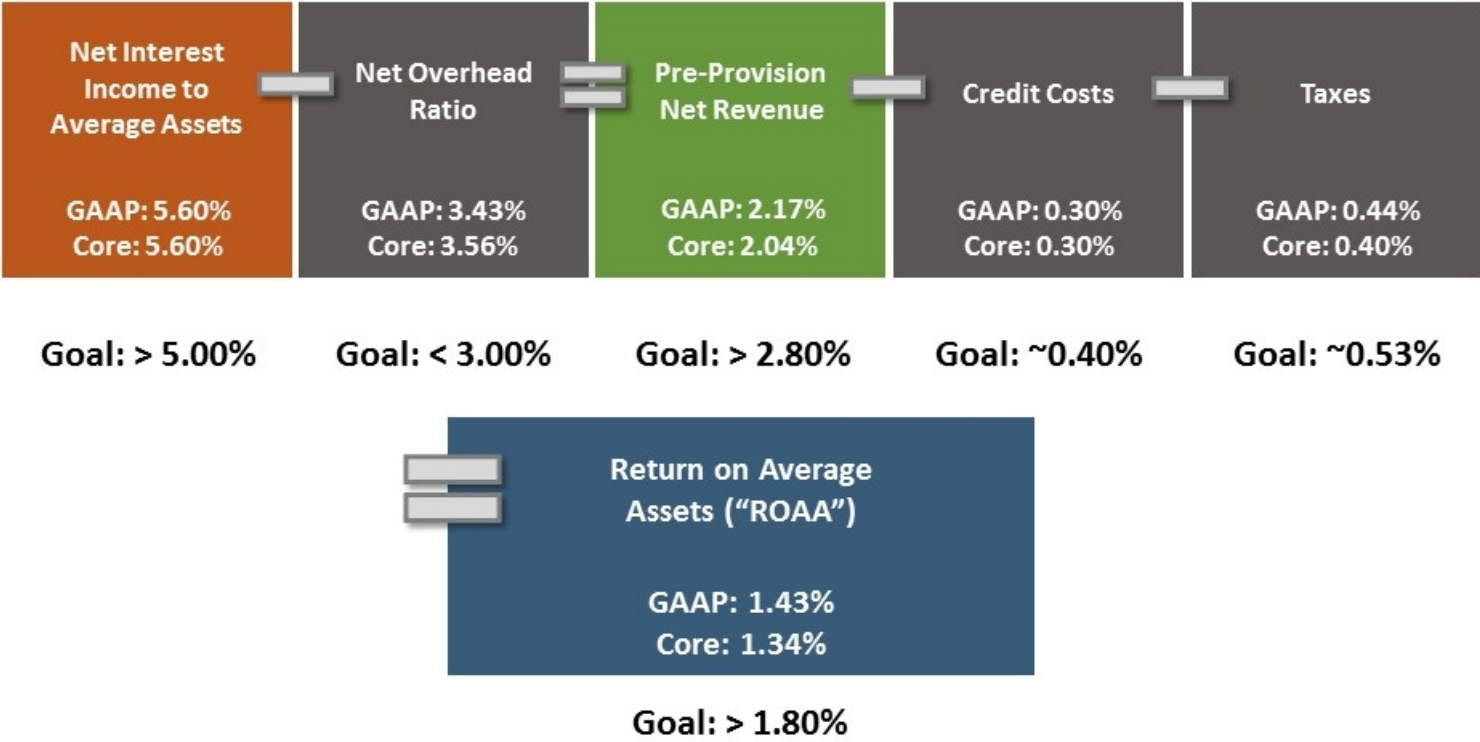 Net Interest
Income to
Average Assets
GAAP: 5.60%
Core: 5.60%
Net Overhead
Ratio
GAAP: 3.43%
Core: 3.56%
Pre-Provision
Net Revenue
GAAP: 2.17%
Core: 2.04%
Credit Costs
GAAP: 0.30%
Core: 0.30%
Taxes
GAAP: 0.44%
Core: 0.40%
Goal: > 5.00%
Goal: < 3.00%
Goal: > 2.80%
Goal: ~0.40%
Goal: ~0.53%
Return on Average
Assets (“ROAA”)
GAAP: 1.43%
Core: 1.34%
Goal: > 1.80%